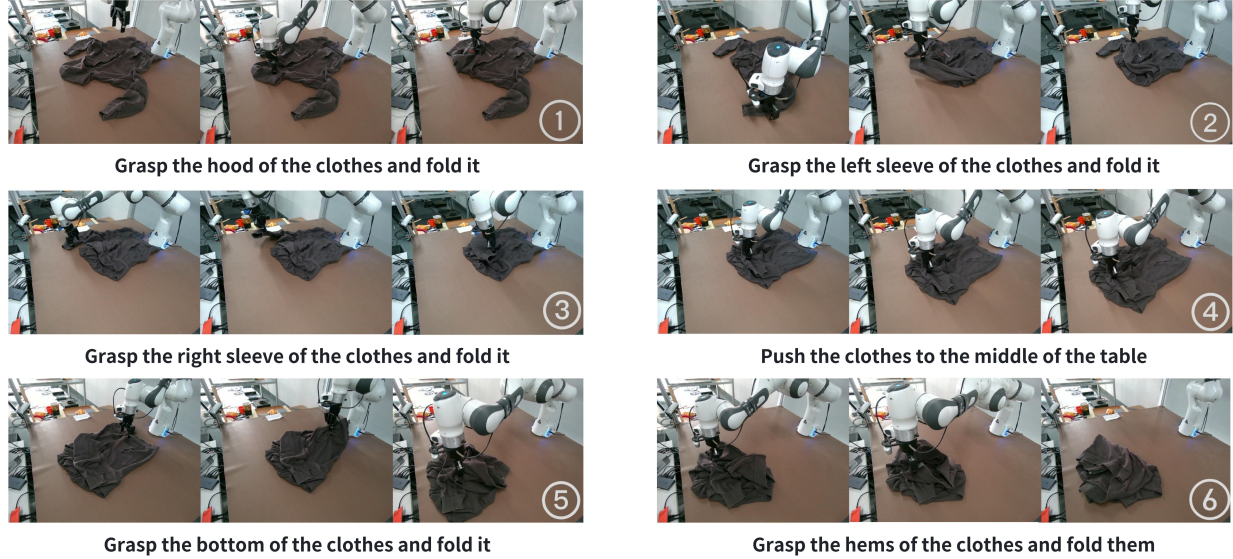 ①
Grasp the hood of the clothes and fold it
②
Grasp the left sleeve of the clothes and fold it
③
Grasp the right sleeve of the clothes and fold it
④
Push the clothes to the middle of the table
⑤
Grasp the bottom of the clothes and fold it
⑥
Grasp the hems of the clothes and fold them